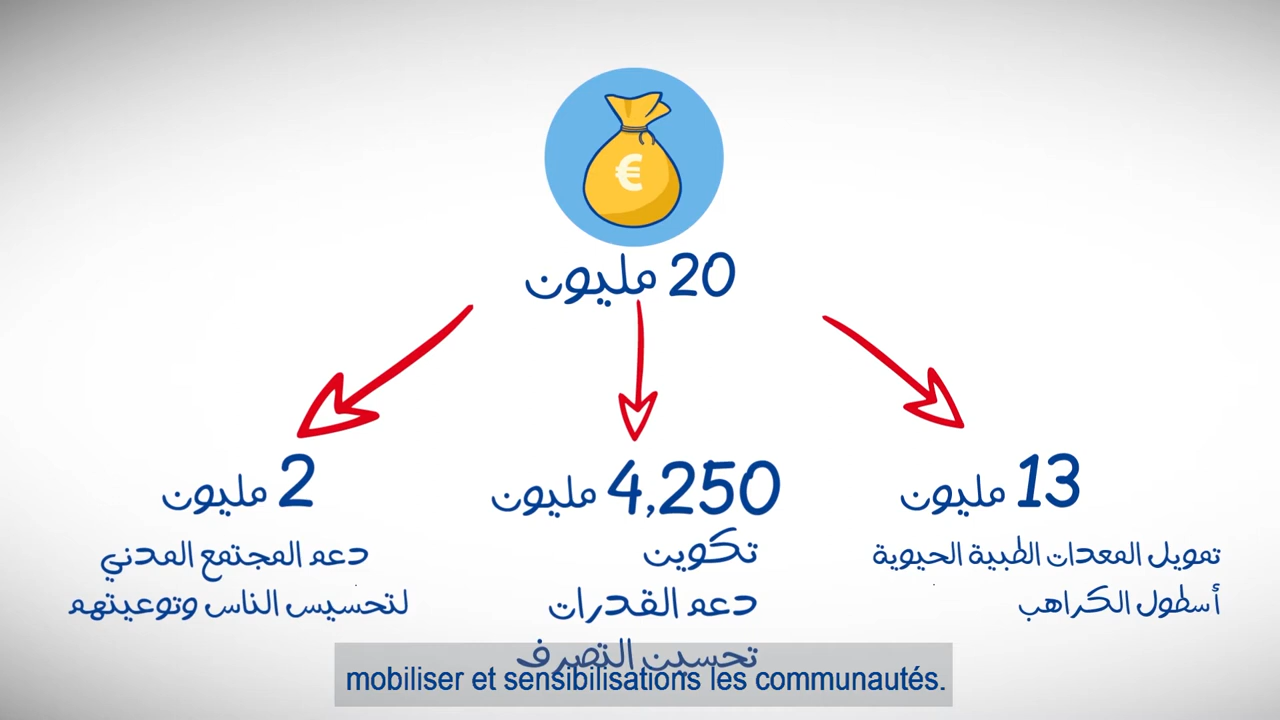 €
20 مليون
13 مليون
تمويل المعدات الطبية الحيوية
أسطول الكراهب
4,250 مليون
تكوين
دعم القدرات
تحسين التصرف
2 مليون
دعم المجتمع المدني
لتحسيس الناس وتوعيتهم
mobiliser et sensibilisations les communautés.